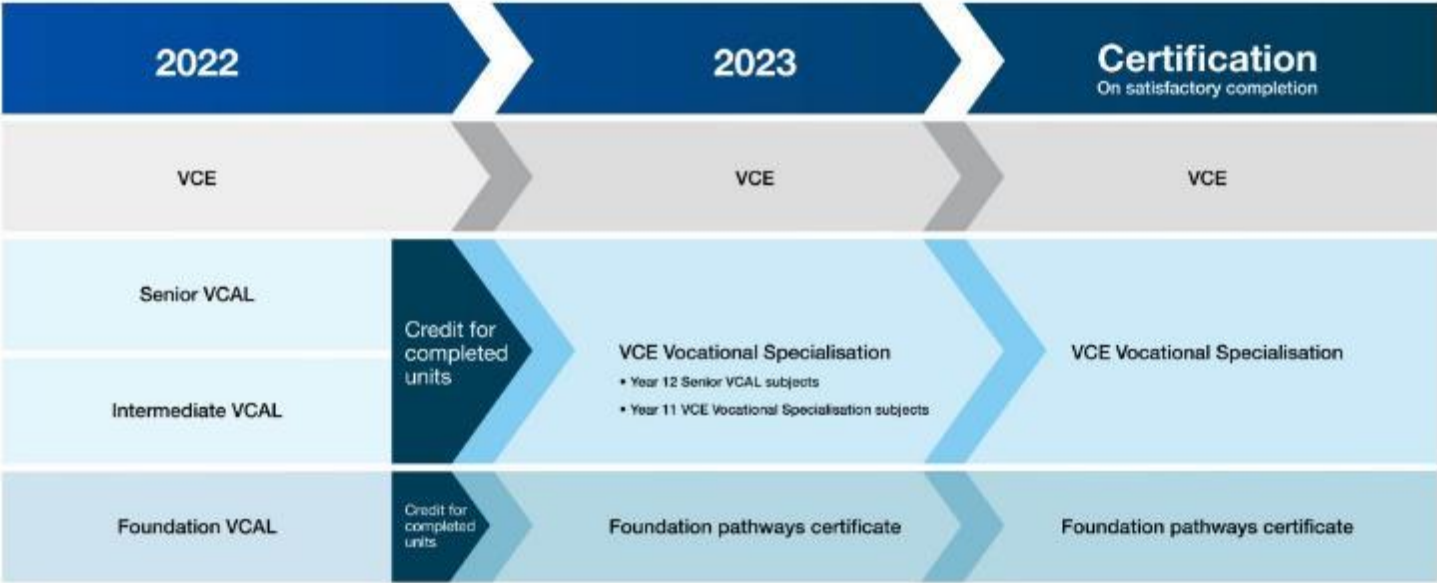 2022
2023
Certification
On satisfactory completion
VCE
VCE
VCE
Senior VCAL
Intermediate VCAL
Credit for
completed
units
VCE Vocational Specialisation
• Year 12 Senior VCAL subjects
• Year 11 VCE Vocational Specialisation subjects
VCE Vocational Specialisation
Foundation VCAL
Credit for
completed
units
Foundation pathways certificate
Foundation pathways certificate